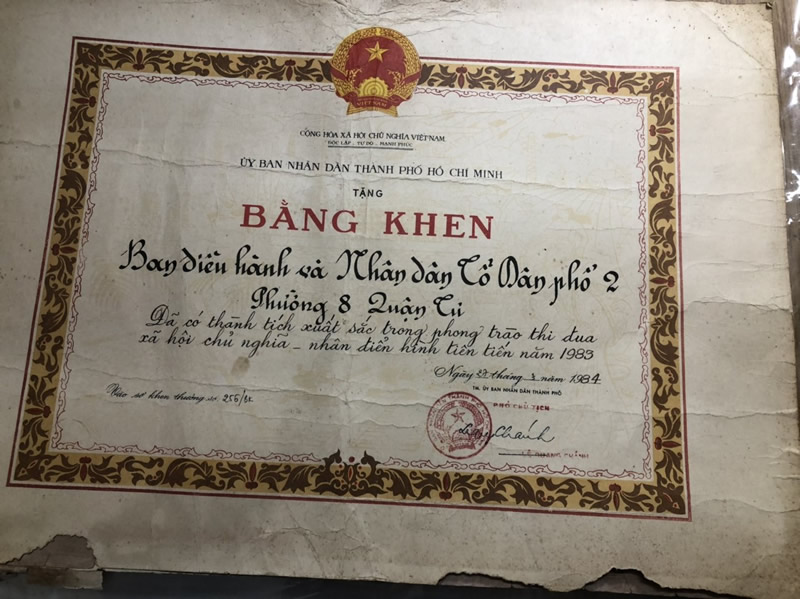 VIỆT NAM
CỘNG HÒA XÃ HỘI CHỦ NGHĨA VIỆT NAM
ĐỘC LẬP . TỰ DO . HẠNH PHÚC
ỦY BAN NHÂN DÂN THÀNH PHỐ HỒ CHÍ MINH
TẶNG
BẰNG KHEN
Ban điều hành và Nhân dân Tổ Dân phố 2
Phường 8 Quận Tư
Đã có thành tích xuất sắc trong phong trào thi đua
xã hội chủ nghĩa – nhân điển hình tiên tiến năm 1983
Ngày tháng năm 1984
TM. ỦY BAN NHÂN DÂN THÀNH PHỐ
PHÓ CHỦ TỊCH
Vào sơ khen thưởng số 255/